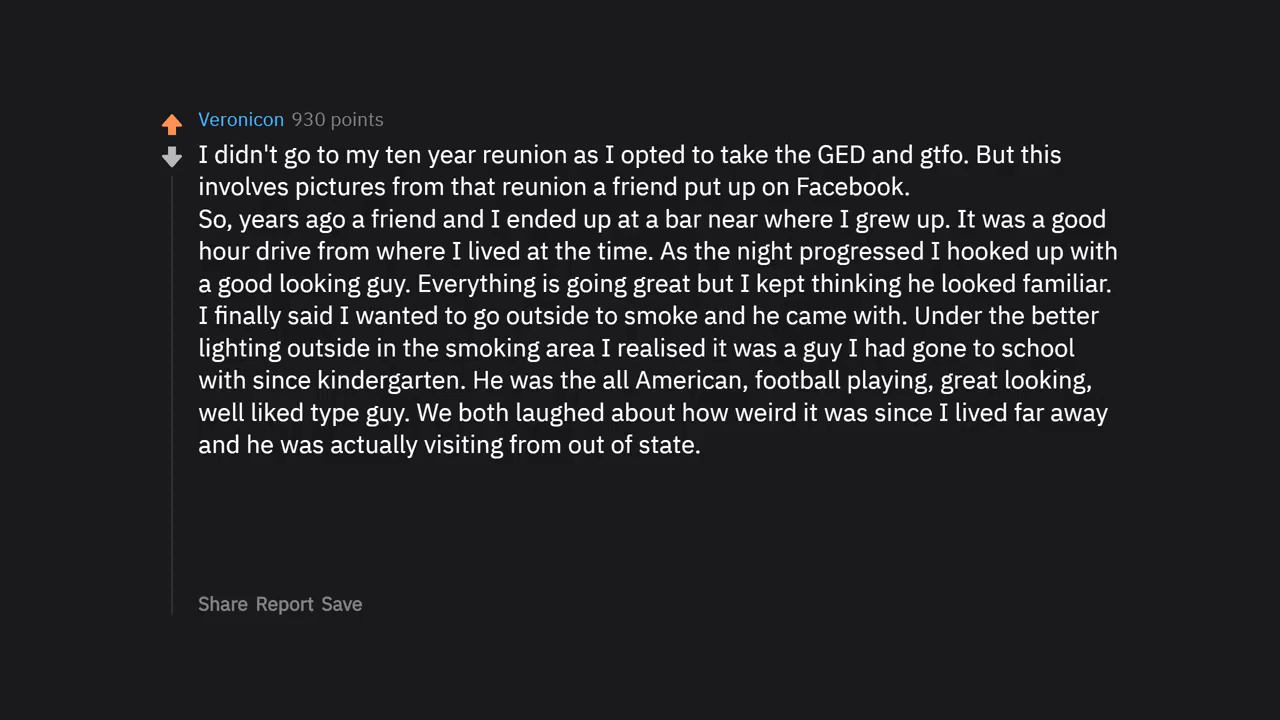 Veronicon 930 points
I didn't go to my ten year reunion as I opted to take the GED and gtfo. But this
involves pictures from that reunion a friend put up on Facebook.
So, years ago a friend and I ended up at a bar near where I grew up. It was a good
hour drive from where I lived at the time. As the night progressed I hooked up with
a good looking guy. Everything is going great but I kept thinking he looked familiar.
I finally said I wanted to go outside to smoke and he came with. Under the better
lighting outside in the smoking area I realised it was a guy I had gone to school
with since kindergarten. He was the all American, football playing, great looking,
well liked type guy. We both laughed about how weird it was since I lived far away
and he was actually visiting from out of state.
Share Report Save